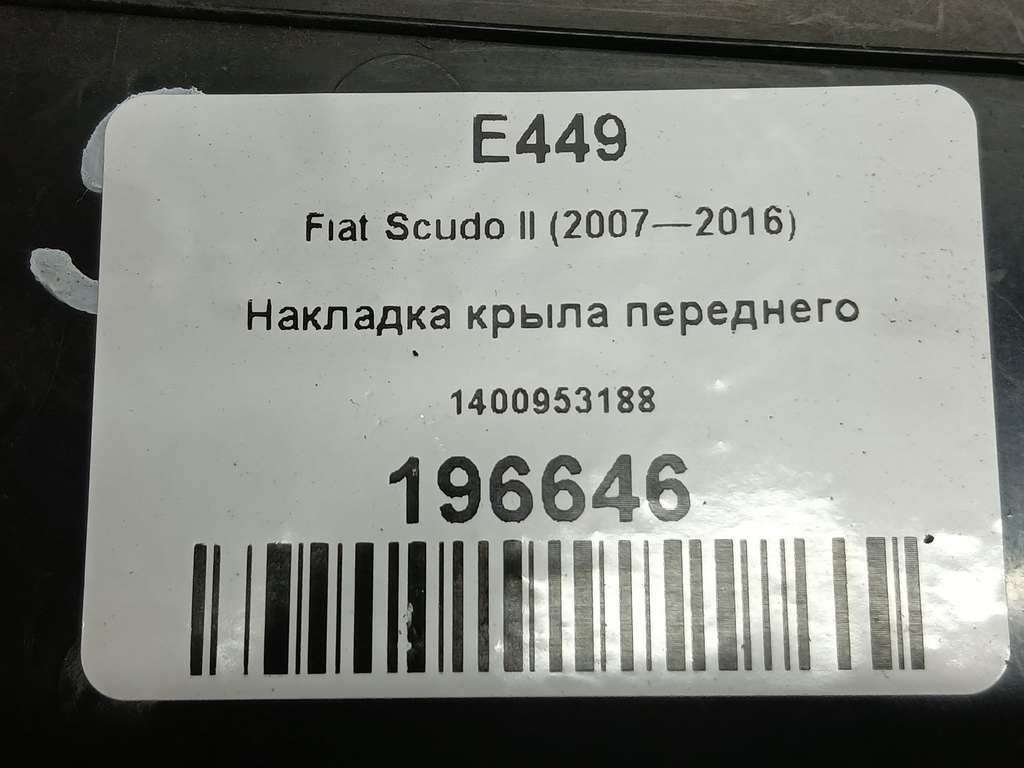 E449
Fiat Scudo II (2007—2016)
Накладка крыла переднего
1400953188
196646